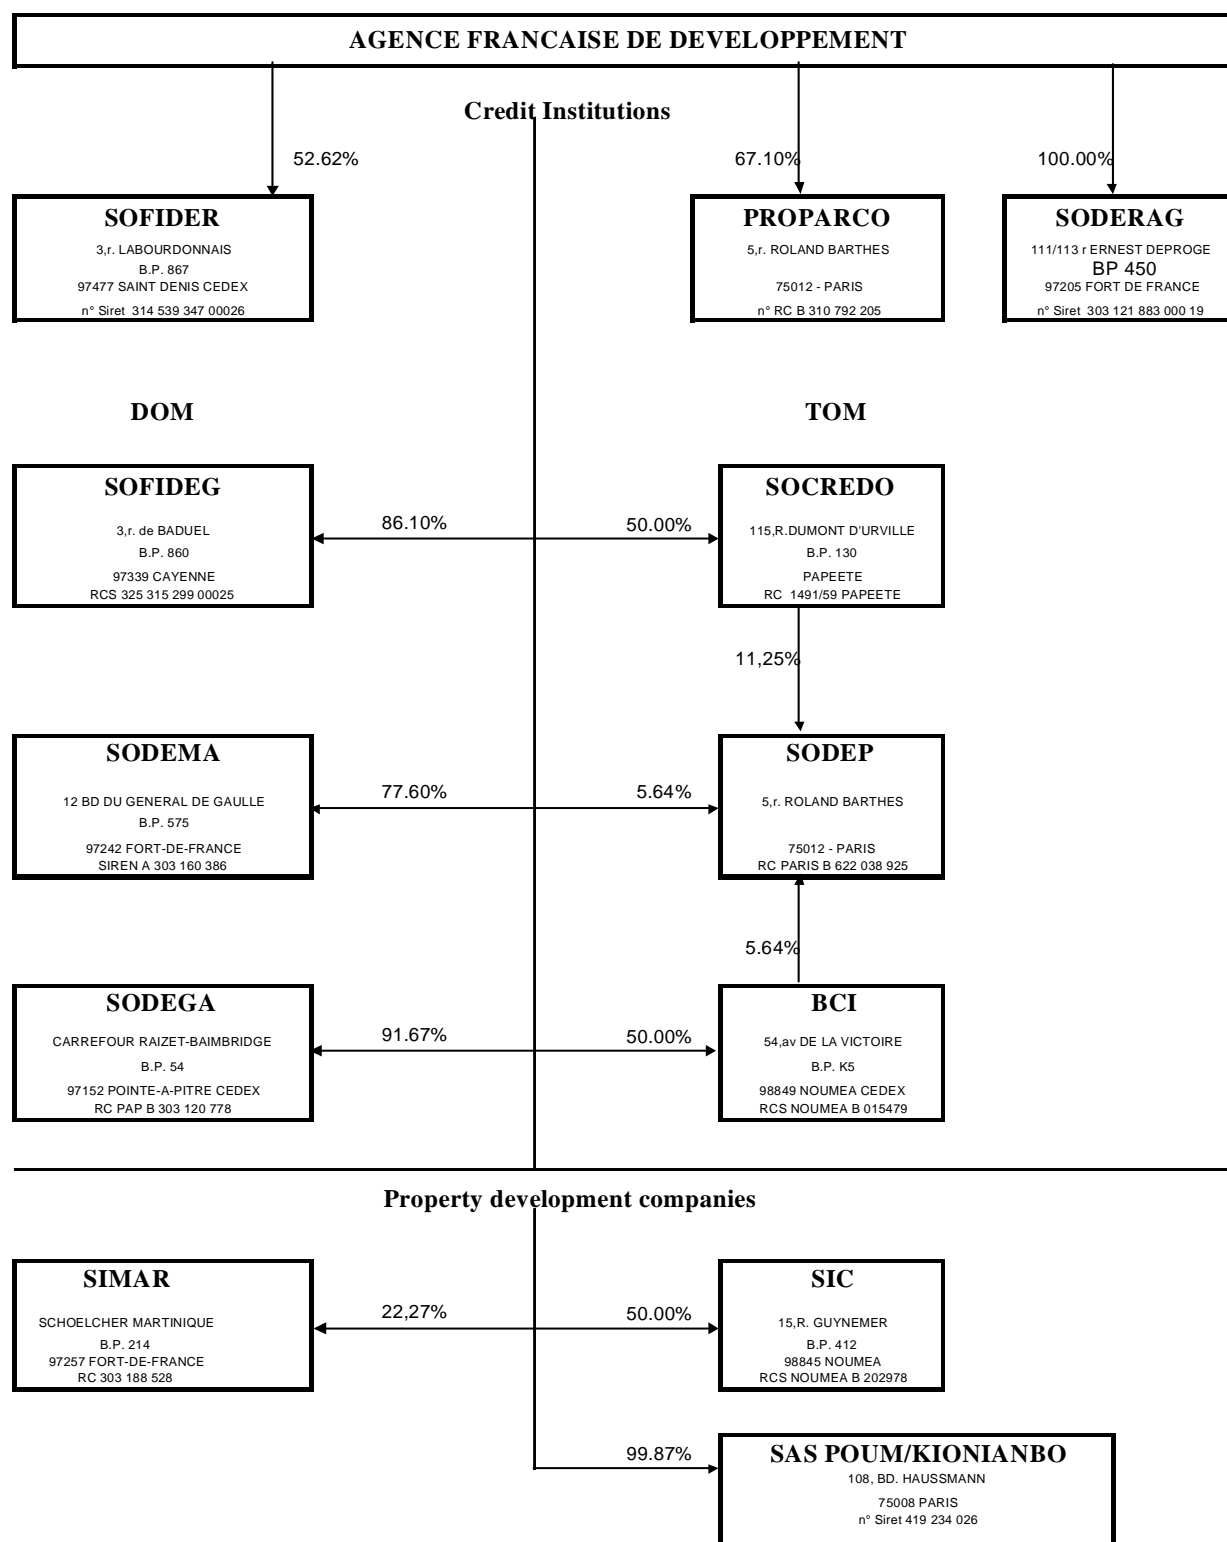 AGENCE FRANCAISE DE DEVELOPPEMENT
Credit Institutions
52.62%
67.10%
100.00%
SOFIDER
3,r. LABOURDONNAIS
B.P. 867
97477 SAINT DENIS CEDEX
n° Siret 314 539 347 00026
PROPARCO
5,r. ROLAND BARTHES
75012 - PARIS
n° RC B 310 792 205
SODERAG
111/113 r ERNEST DEPROGE
BP 450
97205 FORT DE FRANCE
n° Siret 303 121 883 000 19
DOM
TOM
SOFIDEG
3,r. de BADUEL
B.P. 860
97339 CAYENNE
RCS 325 315 299 00025
86.10%
50.00%
SOCREDO
115,R.DUMONT D'URVILLE
B.P. 130
PAPEETE
RC 1491/59 PAPEETE
11,25%
SODEMA
12 BD DU GENERAL DE GAULLE
B.P. 575
97242 FORT-DE-FRANCE
SIREN A 303 160 386
77.60%
5.64%
SODEP
5,r. ROLAND BARTHES
75012 - PARIS
RC PARIS B 622 038 925
5.64%
SODEGA
CARREFOUR RAIZET-BAIMBRIDGE
B.P. 54
97152 POINTE-A-PITRE CEDEX
RC PAP B 303 120 778
91.67%
50.00%
BCI
54,av DE LA VICTOIRE
B.P. K5
98849 NOUMEA CEDEX
RCS NOUMEA B 015479
Property development companies
SIMAR
SCHOELCHER MARTINIQUE
B.P. 214
97257 FORT-DE-FRANCE
RC 303 188 528
22,27%
50.00%
SIC
15,R. GUYNEMER
B.P. 412
98845 NOUMEA
RCS NOUMEA B 202978
99.87%
SAS POUM/KIONIANBO
108, BD. HAUSSMANN
75008 PARIS
n° Siret 419 234 026